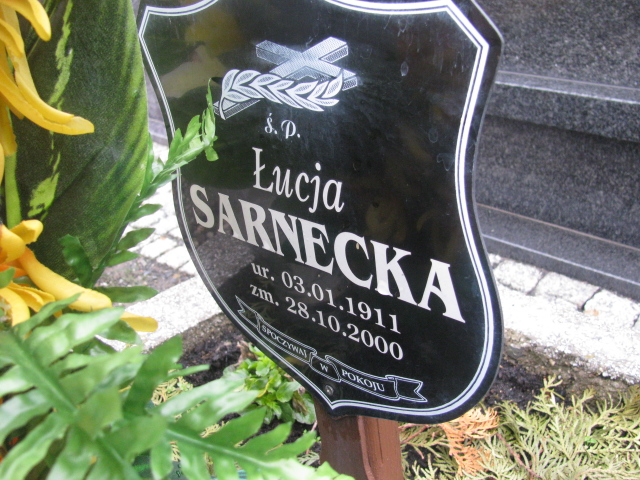 ś. p.
Łucja
SARNECKA
ur. 03.01.1911
zm. 28.10.2000
SPOCZYWAJ W POKOJU